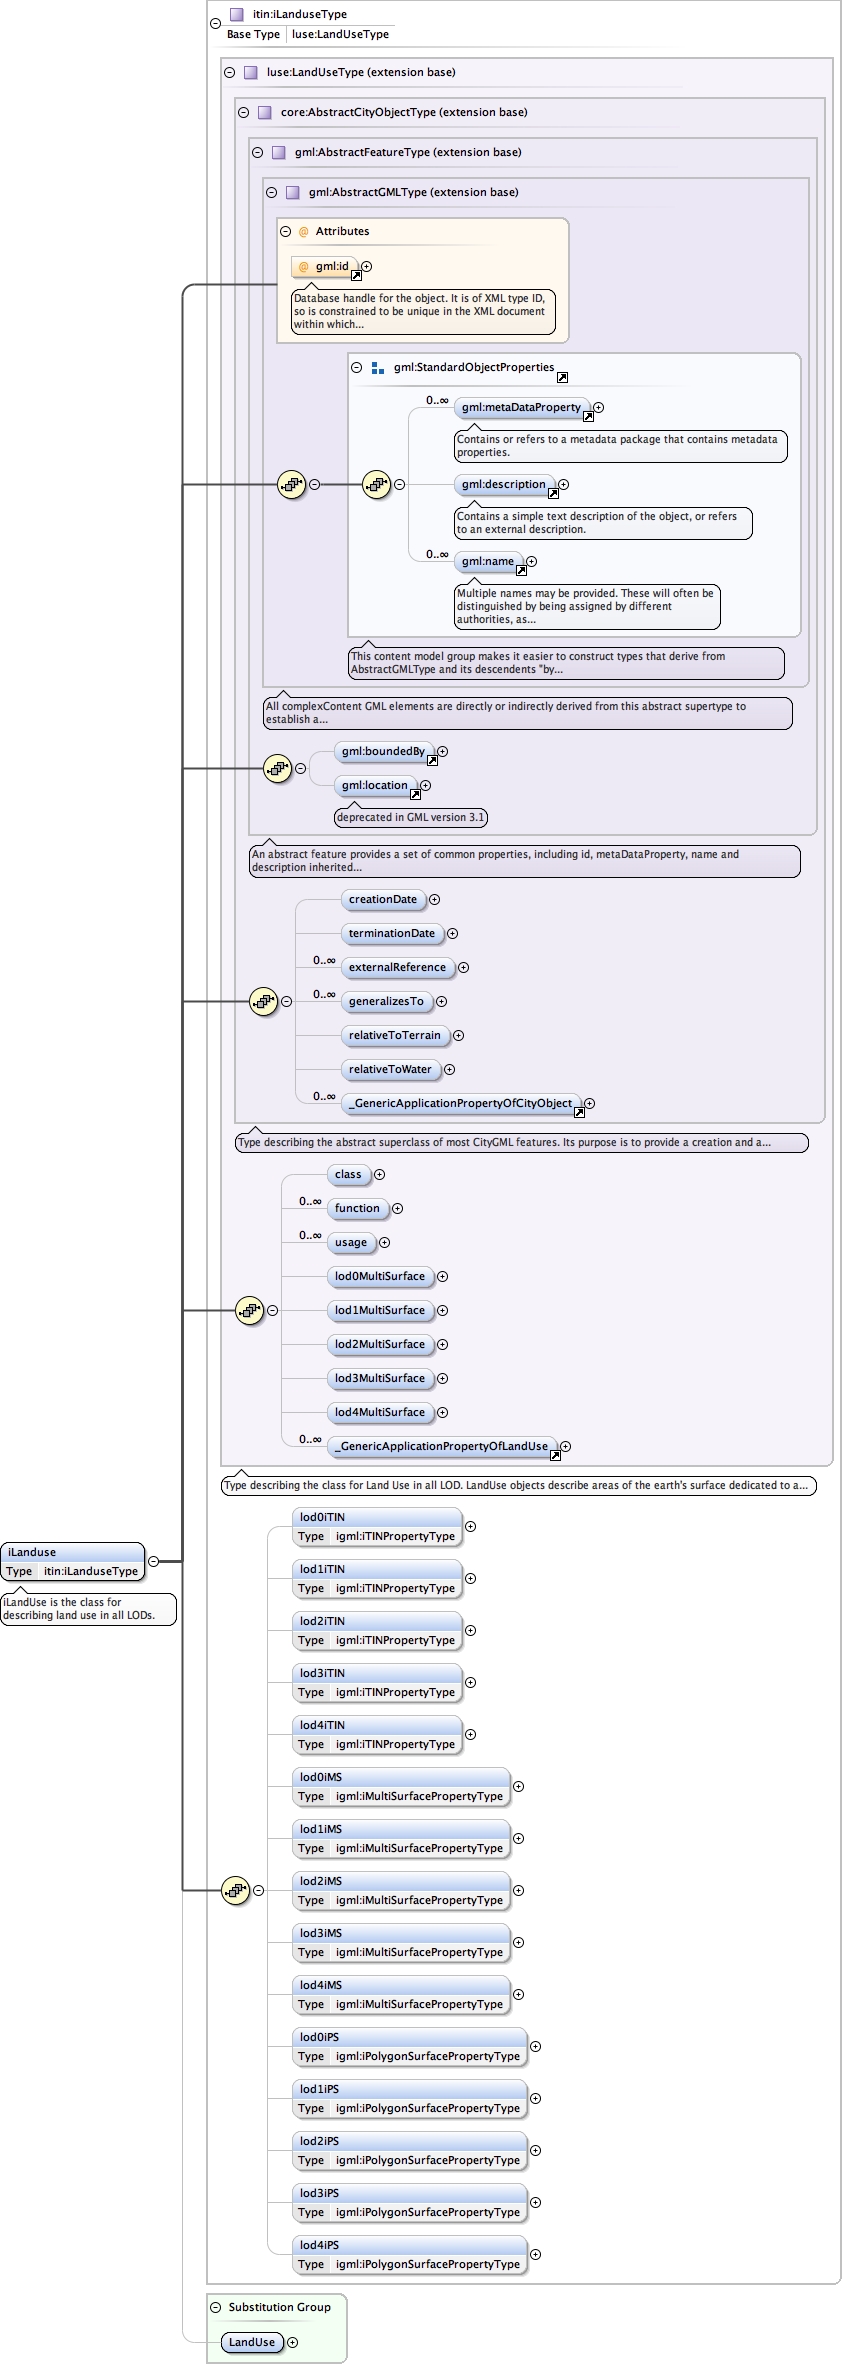 itin:iLanduseType
Base Type luse:LandUseType
luse:LandUseType (extension base)
core:AbstractCityObjectType (extension base)
gml:AbstractFeatureType (extension base)
gml:AbstractGMLType (extension base)
@ Attributes
@ gml:id
Database handle for the object. It is of XML type ID,
so is constrained to be unique in the XML document
within which...
gml:StandardObjectProperties
0..∞
gml:metaDataProperty
Contains or refers to a metadata package that contains metadata
properties.
gml:description
Contains a simple text description of the object, or refers
to an external description.
0..∞
gml:name
Multiple names may be provided. These will often be
distinguished by being assigned by different
authorities, as...
This content model group makes it easier to construct types that derive from
AbstractGMLType and its descendents "by...
All complexContent GML elements are directly or indirectly derived from this abstract supertype to
establish a...
gml:boundedBy
gml:location
deprecated in GML version 3.1
An abstract feature provides a set of common properties, including id, metaDataProperty, name and
description inherited...
creationDate
terminationDate
0..∞
externalReference
0..∞
generalizesTo
relativeToTerrain
relativeToWater
0..∞
_GenericApplicationPropertyOfCityObject
Type describing the abstract superclass of most CityGML features. Its purpose is to provide a creation and a...
class
0..∞
function
0..∞
usage
lod0MultiSurface
lod1MultiSurface
lod2MultiSurface
lod3MultiSurface
lod4MultiSurface
0..∞
_GenericApplicationPropertyOfLandUse
Type describing the class for Land Use in all LOD. LandUse objects describe areas of the earth's surface dedicated to a...
iLanduse
Type itin:iLanduseType
iLandUse is the class for
describing land use in all LODs.
lod0iTIN
Type igml:iTINPropertyType
lod1iTIN
Type igml:iTINPropertyType
lod2iTIN
Type igml:iTINPropertyType
lod3iTIN
Type igml:iTINPropertyType
lod4iTIN
Type igml:iTINPropertyType
lod0iMS
Type igml:iMultiSurfacePropertyType
lod1iMS
Type igml:iMultiSurfacePropertyType
lod2iMS
Type igml:iMultiSurfacePropertyType
lod3iMS
Type igml:iMultiSurfacePropertyType
lod4iMS
Type igml:iMultiSurfacePropertyType
lod0iPS
Type igml:iPolygonSurfacePropertyType
lod1iPS
Type igml:iPolygonSurfacePropertyType
lod2iPS
Type igml:iPolygonSurfacePropertyType
lod3iPS
Type igml:iPolygonSurfacePropertyType
lod4iPS
Type igml:iPolygonSurfacePropertyType
Substitution Group
LandUse